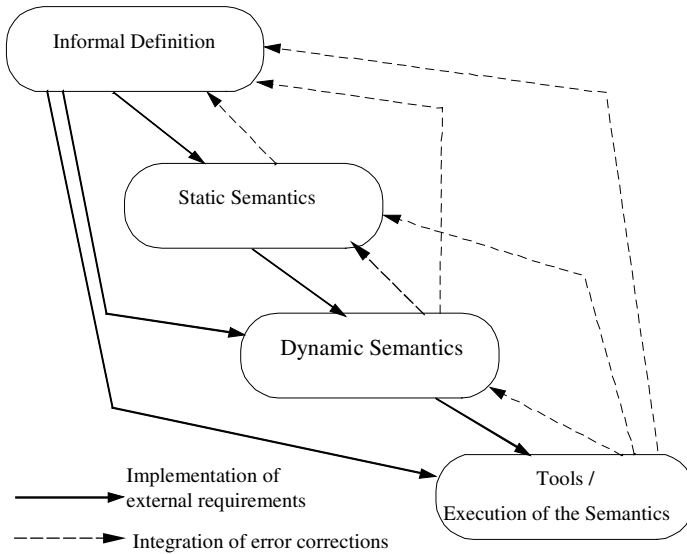 Informal Definition
Static Semantics
Dynamic Semantics
Tools /
Execution of the Semantics
Implementation of
external requirements
Integration of error corrections